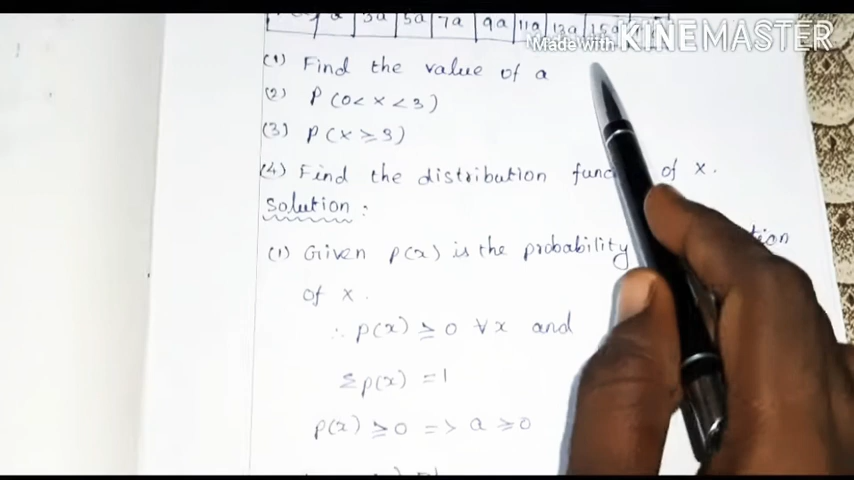 a 3a 5a 7a 9a 11a 13a 15a
Made with KINEMASTER
(1) Find the value of a
(2) P(0<x<3)
(3) P(x≥3)
(4) Find the distribution func of x.
Solution:
(1) Given p(x) is the probability
of x.
∴ p(x) ≥ 0 ∀x and
Σp(x) = 1
p(x) ≥ 0 => a ≥ 0